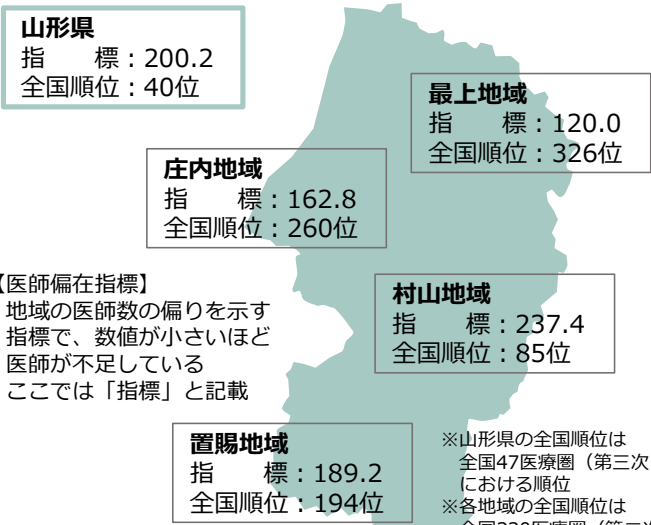 山形県
指　　標：200.2
全国順位：40位
最上地域
指　　標：120.0
全国順位：326位
庄内地域
指　　標：162.8
全国順位：260位
【医師偏在指標】
地域の医師数の偏りを示す
指標で、数値が小さいほど
医師が不足している
ここでは「指標」と記載
村山地域
指　　標：237.4
全国順位：85位
置賜地域
指　　標：189.2
全国順位：194位
※山形県の全国順位は
全国47医療圏（第三次
における順位
※各地域の全国順位は